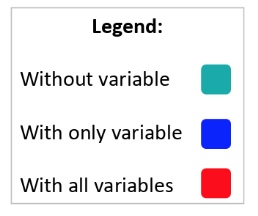 Legend:
Without variable
With only variable
With all variables